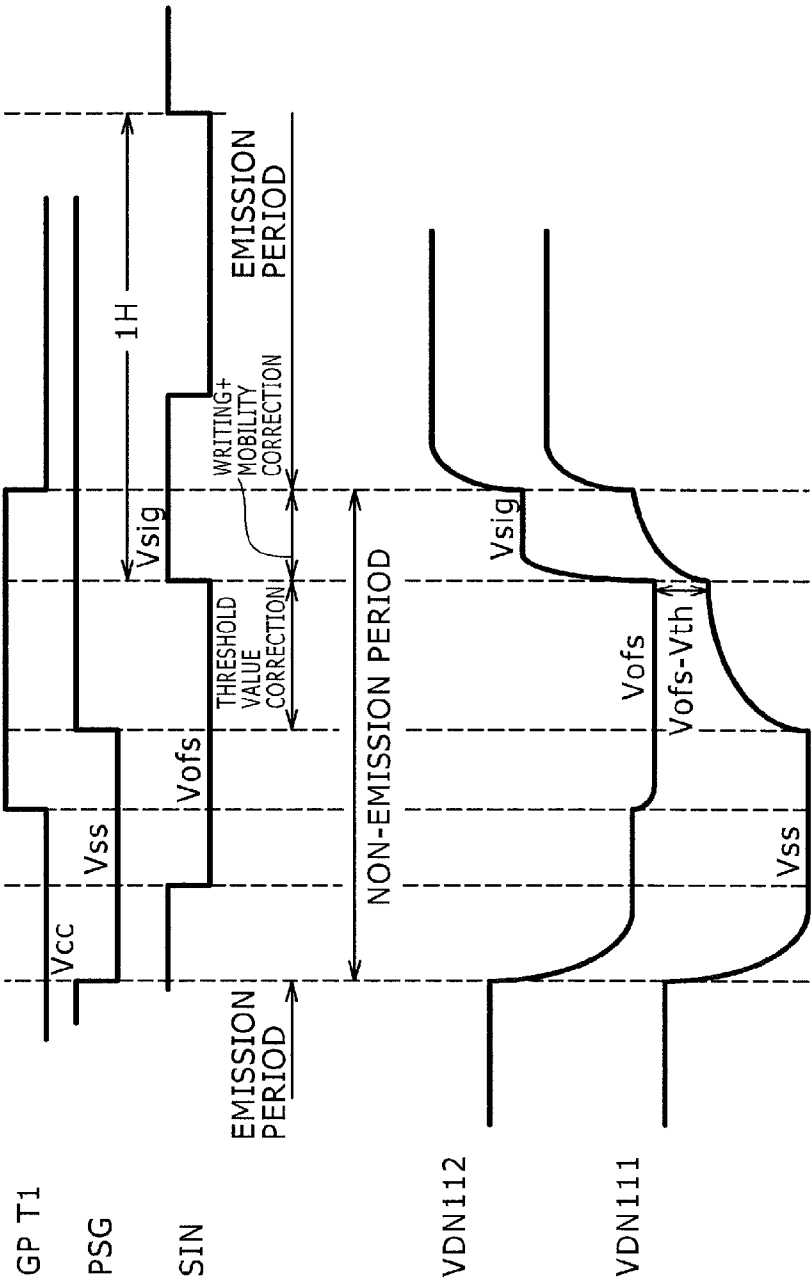 GP T1
PSG
Vcc
Vss
SIN
Vofs
Vsig
1H
EMISSION
PERIOD
THRESHOLD
VALUE
CORRECTION
WRITING+
MOBILITY
CORRECTION
EMISSION
PERIOD
NON-EMISSION PERIOD
VDN112
Vofs
Vsig
VDN111
Vss
Vofs-Vth